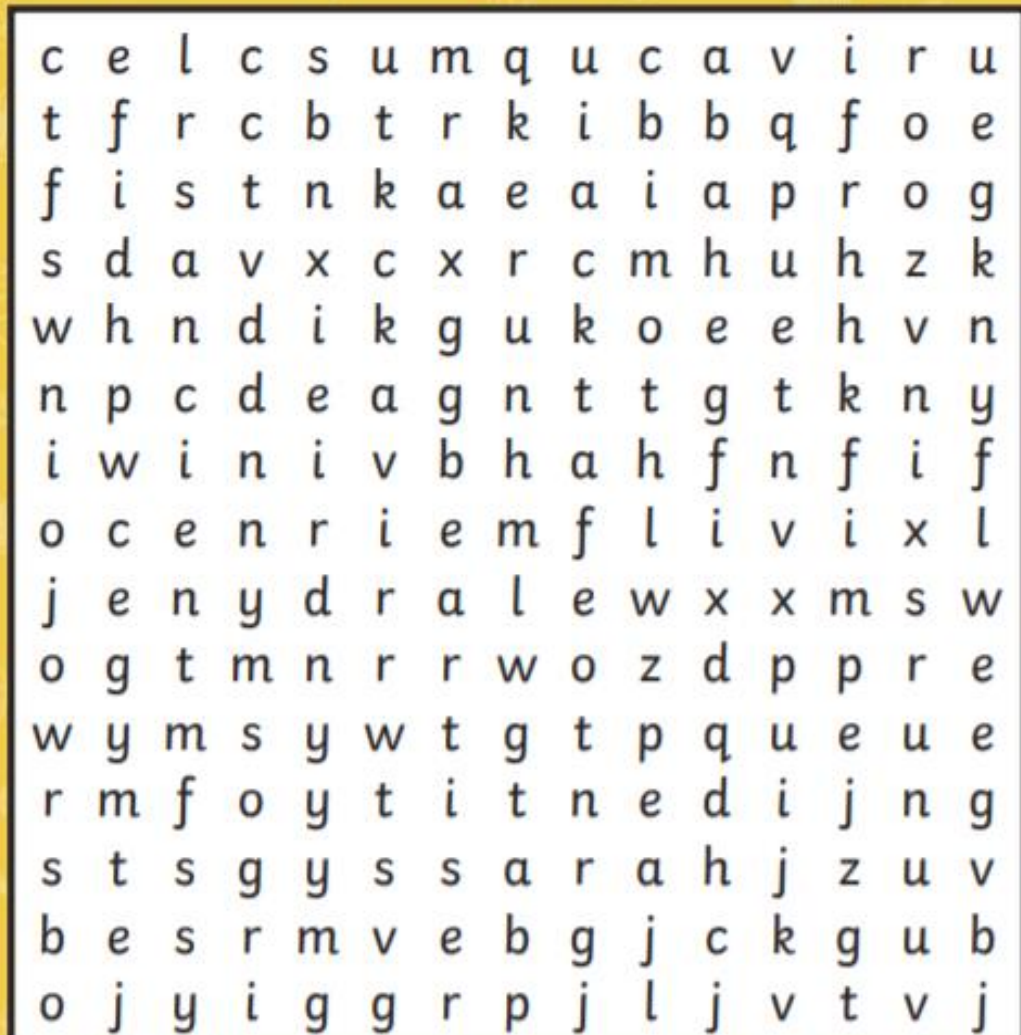 c e l c s u m q u c a v i r u
t f r c b t r k i b b q f o e
f i s t n k a e a i a p r o g
s d a v x c x r c m h u h z k
w h n d i k g u k o e e h v n
n p c d e a g n t t g t k n y
i w i n i v b h a h f n f i f
o c e n r i e m f l i v i x l
j e n y d r a l e w x x m s w
o g t m n r r w o z d p p r e
w y m s y w t g t p q u e u e
r m f o y t i t n e d i j n g
s t s g y s s a r a h j z u v
b e s r m v e b g j c k g u b
o j y i g g r p j l j v t v j